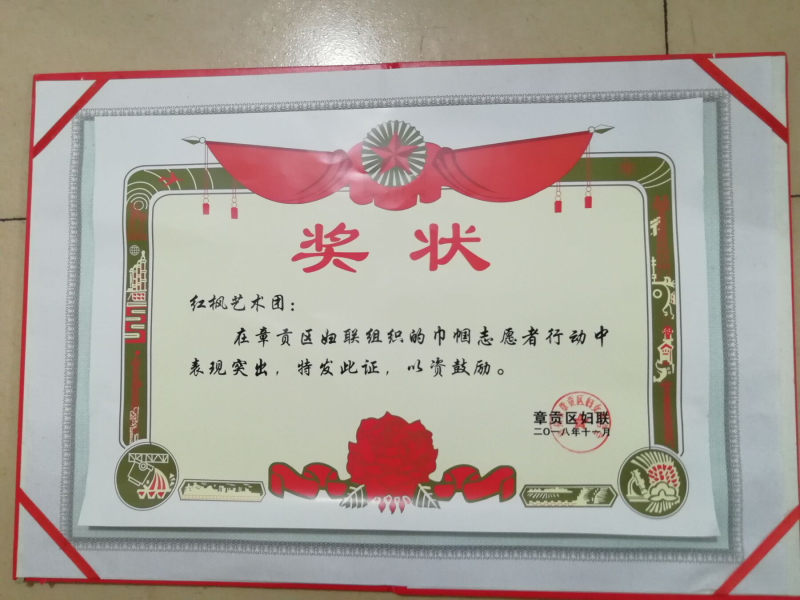 奖状
红枫艺术团：
在章贡区妇联组织的巾帼志愿者行动中
表现突出，特发此证，以资鼓励。
章贡区妇联
二〇一八年十一月